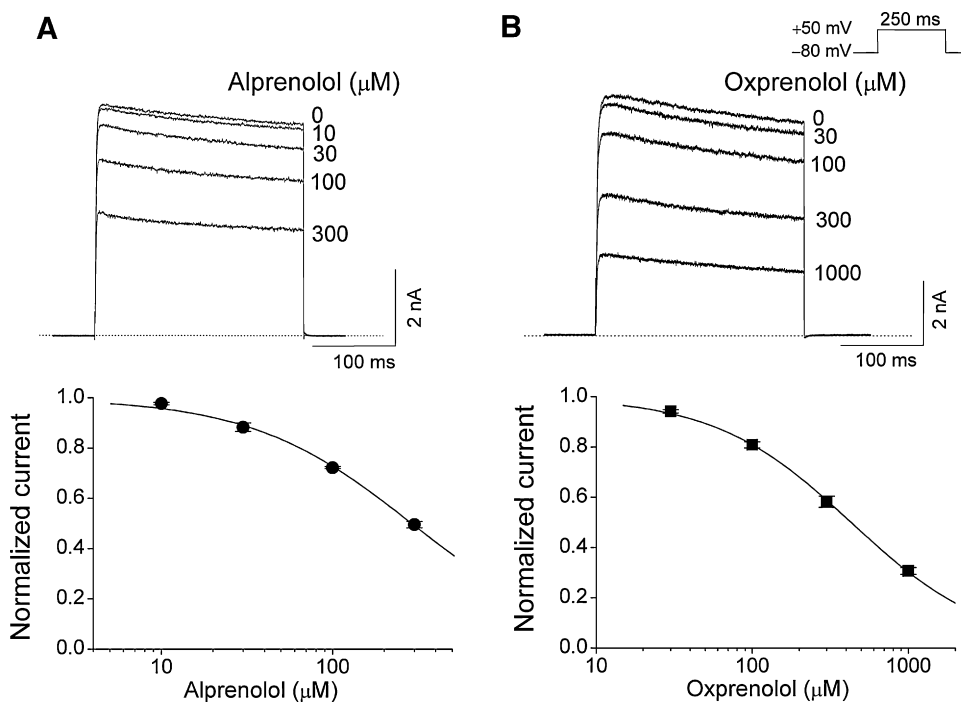 A
B
250 ms
+50 mV
−80 mV
Alprenolol (μM)
0
10
30
100
300
2 nA
100 ms
Oxprenolol (μM)
0
30
100
300
1000
2 nA
100 ms
Normalized current
1.0
0.8
0.6
0.4
0.2
0.0
10
100
Alprenolol (μM)
Normalized current
1.0
0.8
0.6
0.4
0.2
0.0
10
100
1000
Oxprenolol (μM)